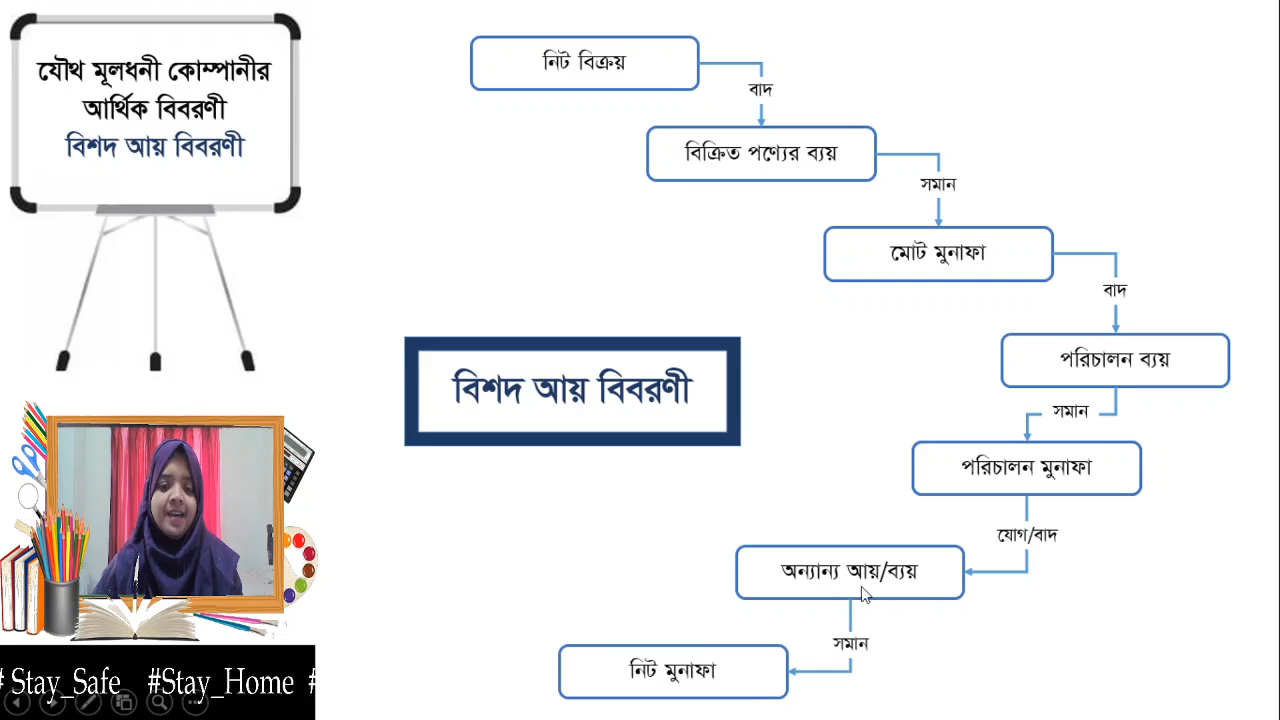 যৌথ মূলধনী কোম্পানীর
আর্থিক বিবরণী
বিশদ আয় বিবরণী
নিট বিক্রয়
বাদ
বিক্রিত পণ্যের ব্যয়
সমান
মোট মুনাফা
বাদ
পরিচালন ব্যয়
সমান
পরিচালন মুনাফা
যোগ/বাদ
অন্যান্য আয়/ব্যয়
সমান
নিট মুনাফা
বিশদ আয় বিবরণী
# Stay_Safe #Stay_Home #